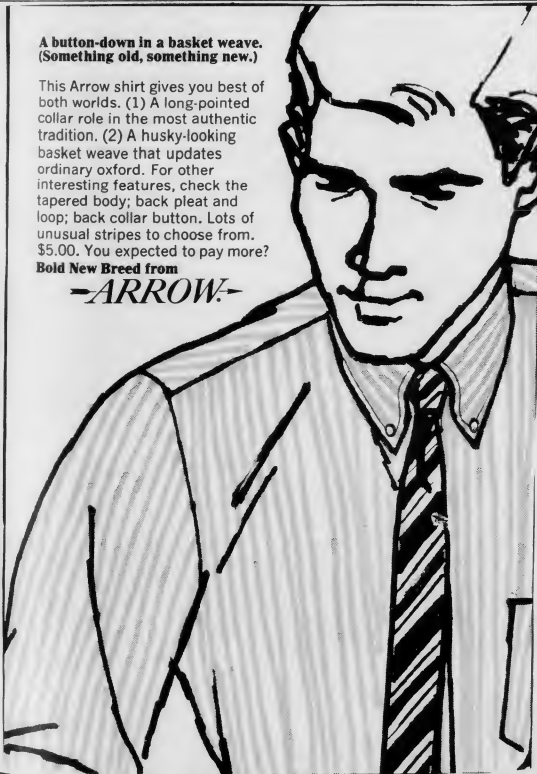 A button-down in a basket weave.
(Something old, something new.)
This Arrow shirt gives you best of
both worlds. (1) A long-pointed
collar role in the most authentic
tradition. (2) A husky-looking
basket weave that updates
ordinary oxford. For other
interesting features, check the
tapered body; back pleat and
loop; back collar button. Lots of
unusual stripes to choose from.
$5.00. You expected to pay more?
Bold New Breed from
ARROW